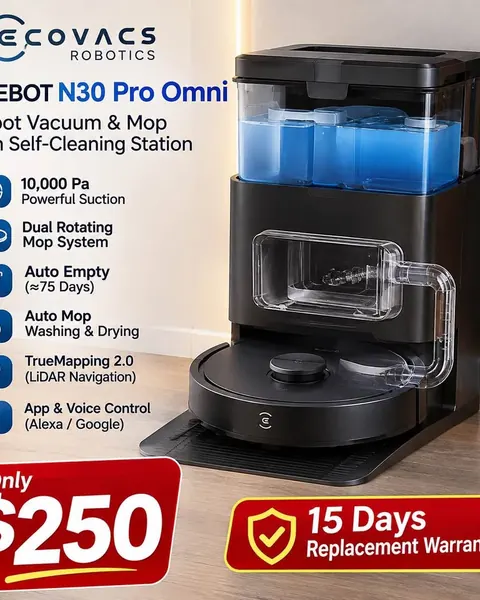 ECOVACS
ROBOTICS
EBOT N30 Pro Omni
ot Vacuum & Mop
Self-Cleaning Station
10,000 Pa
Powerful Suction
Dual Rotating
Mop System
Auto Empty
(≈75 Days)
Auto Mop
Washing & Drying
TrueMapping 2.0
(LiDAR Navigation)
App & Voice Control
(Alexa / Google)
nly
$250
15 Days
Replacement Warran